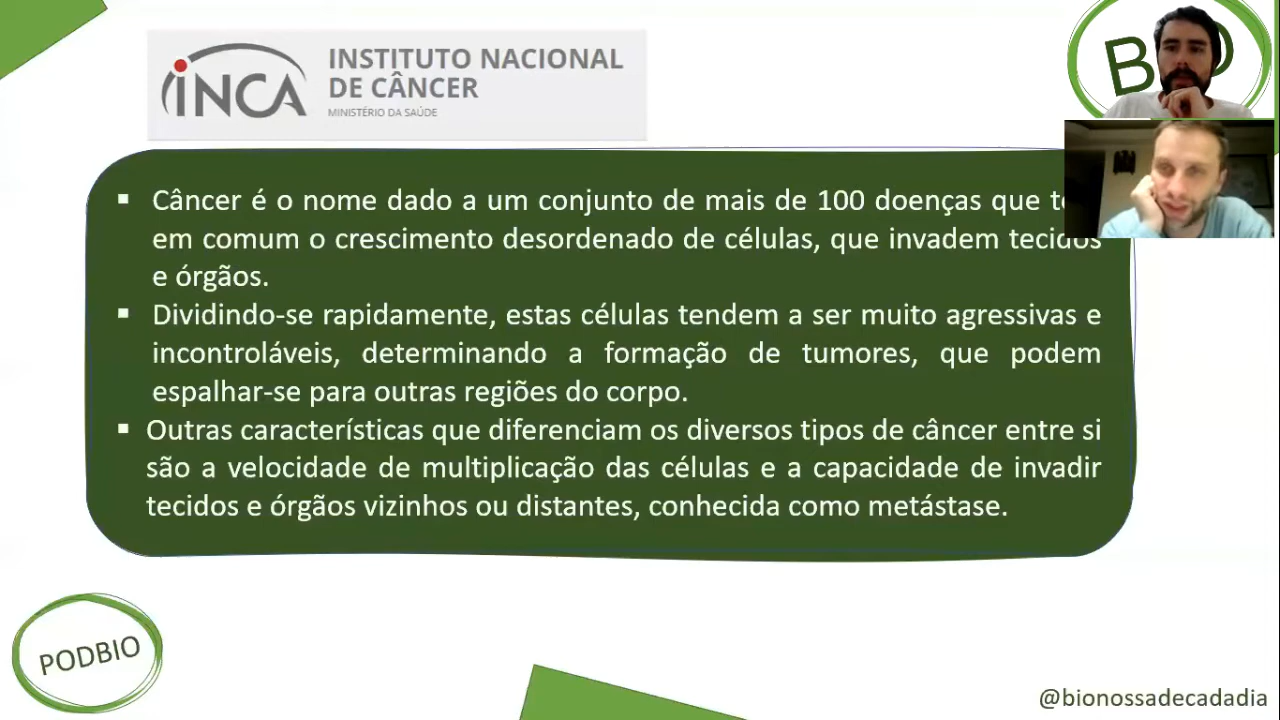 INCA
INSTITUTO NACIONAL
DE CÂNCER
MINISTÉRIO DA SAÚDE
▪ Câncer é o nome dado a um conjunto de mais de 100 doenças que
em comum o crescimento desordenado de células, que invadem tecidos
e órgãos.
▪ Dividindo-se rapidamente, estas células tendem a ser muito agressivas e
incontroláveis, determinando a formação de tumores, que podem
espalhar-se para outras regiões do corpo.
▪ Outras características que diferenciam os diversos tipos de câncer entre si
são a velocidade de multiplicação das células e a capacidade de invadir
tecidos e órgãos vizinhos ou distantes, conhecida como metástase.
PODBIO
@bionossadecadadia